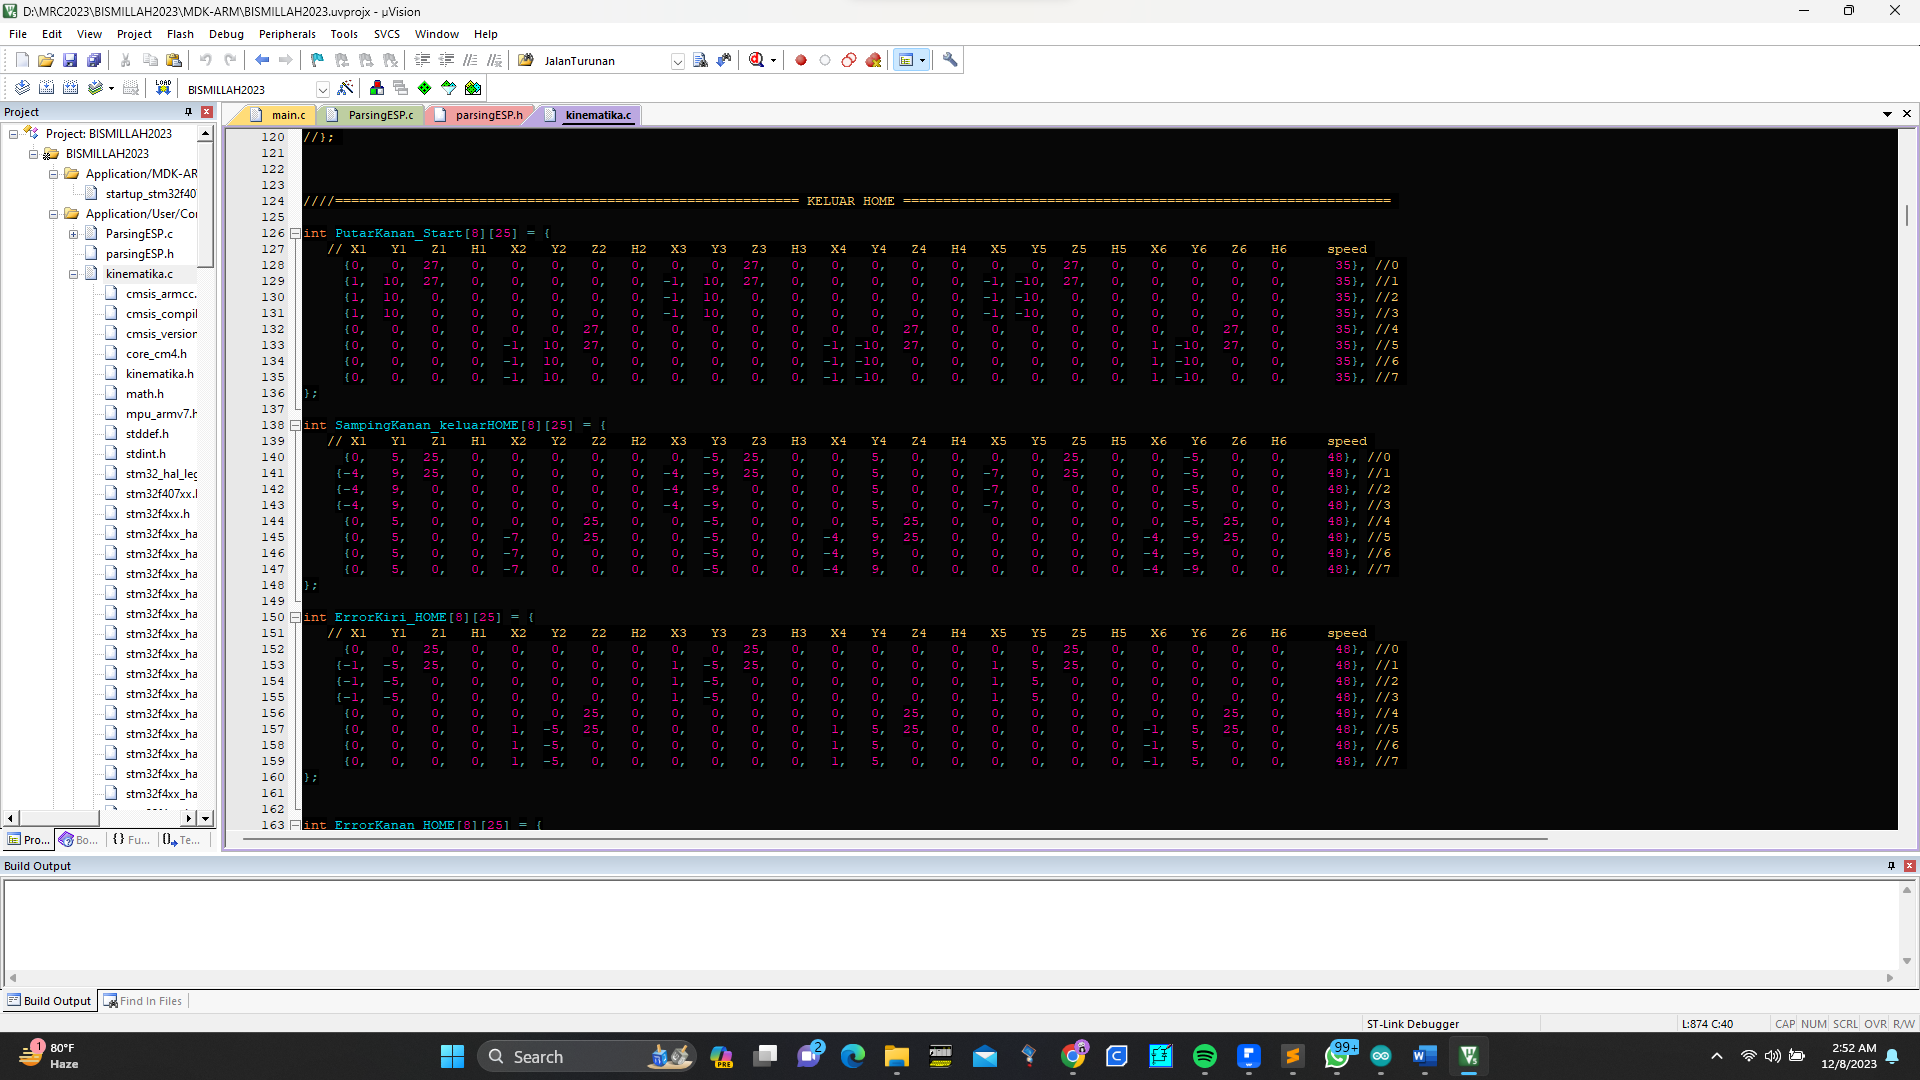 D:\MRC2023\BISMILLAH2023\MDK-ARM\BISMILLAH2023.uvprojx - µVision
File Edit View Project Flash Debug Peripherals Tools SVCS Window Help
JalanTurunan
LOAD BISMILLAH2023
Project
Project: BISMILLAH2023
BISMILLAH2023
Application/MDK-AR
startup_stm32f40
Application/User/Cor
ParsingESP.c
parsingESP.h
kinematika.c
cmsis_armcc.
cmsis_compil
cmsis_version
core_cm4.h
kinematika.h
math.h
mpu_armv7.h
stddef.h
stdint.h
stm32_hal_leg
stm32f407xx.l
stm32f4xx.h
stm32f4xx_ha
stm32f4xx_ha
stm32f4xx_ha
stm32f4xx_ha
stm32f4xx_ha
stm32f4xx_ha
stm32f4xx_ha
stm32f4xx_ha
stm32f4xx_ha
stm32f4xx_ha
stm32f4xx_ha
stm32f4xx_ha
stm32f4xx_ha
stm32f4xx_ha
Pro... Bo... {} Fu... Te...
main.c ParsingESP.c parsingESP.h kinematika.c
120 //};
121
122
123
124 ////========================================================== KELUAR HOME =============================================================
125
126 int PutarKanan_Start[8][25] = {
127 // X1 Y1 Z1 H1 X2 Y2 Z2 H2 X3 Y3 Z3 H3 X4 Y4 Z4 H4 X5 Y5 Z5 H5 X6 Y6 Z6 H6 speed
128 {0, 0, 27, 0, 0, 0, 0, 0, 0, 0, 27, 0, 0, 0, 0, 0, 0, 0, 27, 0, 0, 0, 0, 0, 35}, //0
129 {1, 10, 27, 0, 0, 0, 0, 0, -1, 10, 27, 0, 0, 0, 0, 0, -1, -10, 27, 0, 0, 0, 0, 0, 35}, //1
130 {1, 10, 0, 0, 0, 0, 0, 0, -1, 10, 0, 0, 0, 0, 0, 0, -1, -10, 0, 0, 0, 0, 0, 0, 35}, //2
131 {1, 10, 0, 0, 0, 0, 0, 0, -1, 10, 0, 0, 0, 0, 0, 0, -1, -10, 0, 0, 0, 0, 0, 0, 35}, //3
132 {0, 0, 0, 0, 0, 0, 27, 0, 0, 0, 0, 0, 0, 0, 27, 0, 0, 0, 0, 0, 0, 0, 27, 0, 35}, //4
133 {0, 0, 0, 0, -1, 10, 27, 0, 0, 0, 0, 0, -1, -10, 27, 0, 0, 0, 0, 0, 1, -10, 27, 0, 35}, //5
134 {0, 0, 0, 0, -1, 10, 0, 0, 0, 0, 0, 0, -1, -10, 0, 0, 0, 0, 0, 0, 1, -10, 0, 0, 35}, //6
135 {0, 0, 0, 0, -1, 10, 0, 0, 0, 0, 0, 0, -1, -10, 0, 0, 0, 0, 0, 0, 1, -10, 0, 0, 35}, //7
136 };
137
138 int SampingKanan_keluarHOME[8][25] = {
139 // X1 Y1 Z1 H1 X2 Y2 Z2 H2 X3 Y3 Z3 H3 X4 Y4 Z4 H4 X5 Y5 Z5 H5 X6 Y6 Z6 H6 speed
140 {0, 5, 25, 0, 0, 0, 0, 0, 0, -5, 25, 0, 0, 5, 0, 0, 0, 0, 25, 0, 0, -5, 0, 0, 48}, //0
141 {-4, 9, 25, 0, 0, 0, 0, 0, -4, -9, 25, 0, 0, 5, 0, 0, -7, 0, 25, 0, 0, -5, 0, 0, 48}, //1
142 {-4, 9, 0, 0, 0, 0, 0, 0, -4, -9, 0, 0, 0, 5, 0, 0, -7, 0, 0, 0, 0, -5, 0, 0, 48}, //2
143 {-4, 9, 0, 0, 0, 0, 0, 0, -4, -9, 0, 0, 0, 5, 0, 0, -7, 0, 0, 0, 0, -5, 0, 0, 48}, //3
144 {0, 5, 0, 0, 0, 0, 25, 0, 0, -5, 0, 0, 0, 5, 25, 0, 0, 0, 0, 0, 0, -5, 25, 0, 48}, //4
145 {0, 5, 0, 0, -7, 0, 25, 0, 0, -5, 0, 0, -4, 9, 25, 0, 0, 0, 0, 0, -4, -9, 25, 0, 48}, //5
146 {0, 5, 0, 0, -7, 0, 0, 0, 0, -5, 0, 0, -4, 9, 0, 0, 0, 0, 0, 0, -4, -9, 0, 0, 48}, //6
147 {0, 5, 0, 0, -7, 0, 0, 0, 0, -5, 0, 0, -4, 9, 0, 0, 0, 0, 0, 0, -4, -9, 0, 0, 48}, //7
148 };
149
150 int ErrorKiri_HOME[8][25] = {
151 // X1 Y1 Z1 H1 X2 Y2 Z2 H2 X3 Y3 Z3 H3 X4 Y4 Z4 H4 X5 Y5 Z5 H5 X6 Y6 Z6 H6 speed
152 {0, 0, 25, 0, 0, 0, 0, 0, 0, 0, 25, 0, 0, 0, 0, 0, 0, 0, 25, 0, 0, 0, 0, 0, 48}, //0
153 {-1, -5, 25, 0, 0, 0, 0, 0, 1, -5, 25, 0, 0, 0, 0, 0, 1, 5, 25, 0, 0, 0, 0, 0, 48}, //1
154 {-1, -5, 0, 0, 0, 0, 0, 0, 1, -5, 0, 0, 0, 0, 0, 0, 1, 5, 0, 0, 0, 0, 0, 0, 48}, //2
155 {-1, -5, 0, 0, 0, 0, 0, 0, 1, -5, 0, 0, 0, 0, 0, 0, 1, 5, 0, 0, 0, 0, 0, 0, 48}, //3
156 {0, 0, 0, 0, 0, 0, 25, 0, 0, 0, 0, 0, 0, 0, 25, 0, 0, 0, 0, 0, 0, 0, 25, 0, 48}, //4
157 {0, 0, 0, 0, 1, -5, 25, 0, 0, 0, 0, 0, 1, 5, 25, 0, 0, 0, 0, 0, -1, 5, 25, 0, 48}, //5
158 {0, 0, 0, 0, 1, -5, 0, 0, 0, 0, 0, 0, 1, 5, 0, 0, 0, 0, 0, 0, -1, 5, 0, 0, 48}, //6
159 {0, 0, 0, 0, 1, -5, 0, 0, 0, 0, 0, 0, 1, 5, 0, 0, 0, 0, 0, 0, -1, 5, 0, 0, 48}, //7
160 };
161
162
163 int ErrorKanan_HOME[8][25] = {
Build Output
Build Output Find In Files
ST-Link Debugger L:874 C:40 CAP NUM SCRL OVR R/W
1 80°F
Haze
Search
PRE
2
99+
2:52 AM
12/8/2023